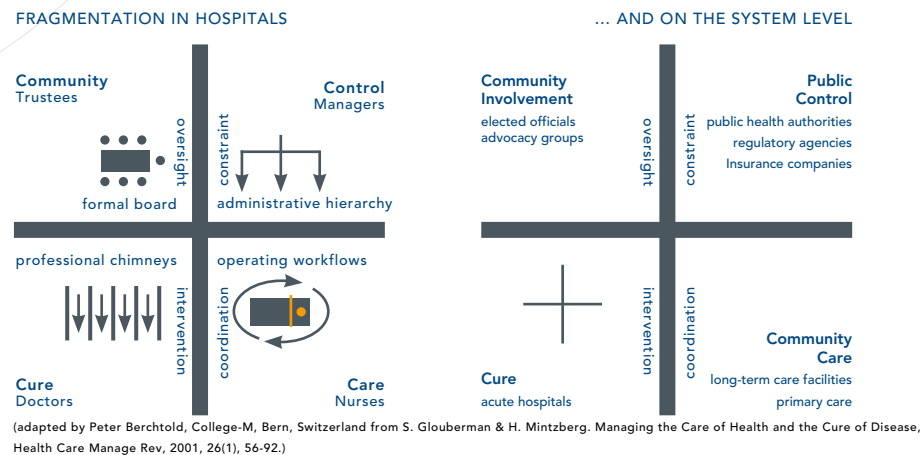 FRAGMENTATION IN HOSPITALS
Community
Trustees
Control
Managers
oversight
constraint
formal board
administrative hierarchy
professional chimneys
operating workflows
intervention
coordination
Cure
Doctors
Care
Nurses
... AND ON THE SYSTEM LEVEL
Community
Involvement
elected officials
advocacy groups
Public
Control
public health authorities
regulatory agencies
Insurance companies
oversight
constraint
intervention
coordination
Cure
acute hospitals
Community
Care
long-term care facilities
primary care
(adapted by Peter Berchtold, College-M, Bern, Switzerland from S. Glouberman & H. Mintzberg. Managing the Care of Health and the Cure of Disease,
Health Care Manage Rev, 2001, 26(1), 56-92.)